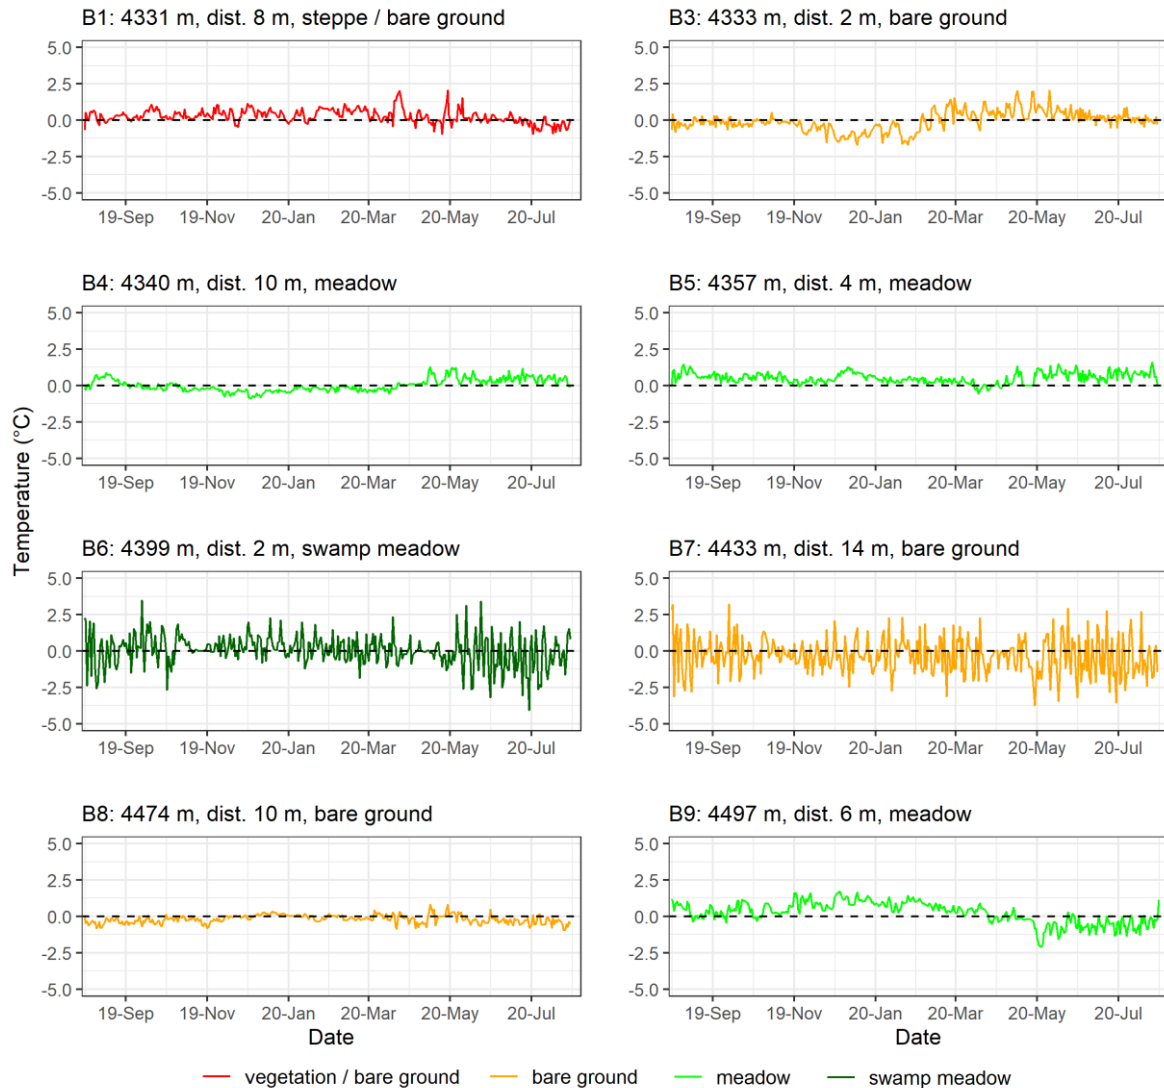 B1: 4331 m, dist. 8 m, steppe / bare ground
5.0
2.5
0.0
-2.5
-5.0
19-Sep 19-Nov 20-Jan 20-Mar 20-May 20-Jul
B3: 4333 m, dist. 2 m, bare ground
5.0
2.5
0.0
-2.5
-5.0
19-Sep 19-Nov 20-Jan 20-Mar 20-May 20-Jul
B4: 4340 m, dist. 10 m, meadow
5.0
2.5
0.0
-2.5
-5.0
19-Sep 19-Nov 20-Jan 20-Mar 20-May 20-Jul
B5: 4357 m, dist. 4 m, meadow
5.0
2.5
0.0
-2.5
-5.0
19-Sep 19-Nov 20-Jan 20-Mar 20-May 20-Jul
Temperature (°C)
B6: 4399 m, dist. 2 m, swamp meadow
5.0
2.5
0.0
-2.5
-5.0
19-Sep 19-Nov 20-Jan 20-Mar 20-May 20-Jul
B7: 4433 m, dist. 14 m, bare ground
5.0
2.5
0.0
-2.5
-5.0
19-Sep 19-Nov 20-Jan 20-Mar 20-May 20-Jul
B8: 4474 m, dist. 10 m, bare ground
5.0
2.5
0.0
-2.5
-5.0
19-Sep 19-Nov 20-Jan 20-Mar 20-May 20-Jul
Date
B9: 4497 m, dist. 6 m, meadow
5.0
2.5
0.0
-2.5
-5.0
19-Sep 19-Nov 20-Jan 20-Mar 20-May 20-Jul
Date
vegetation / bare ground bare ground meadow swamp meadow